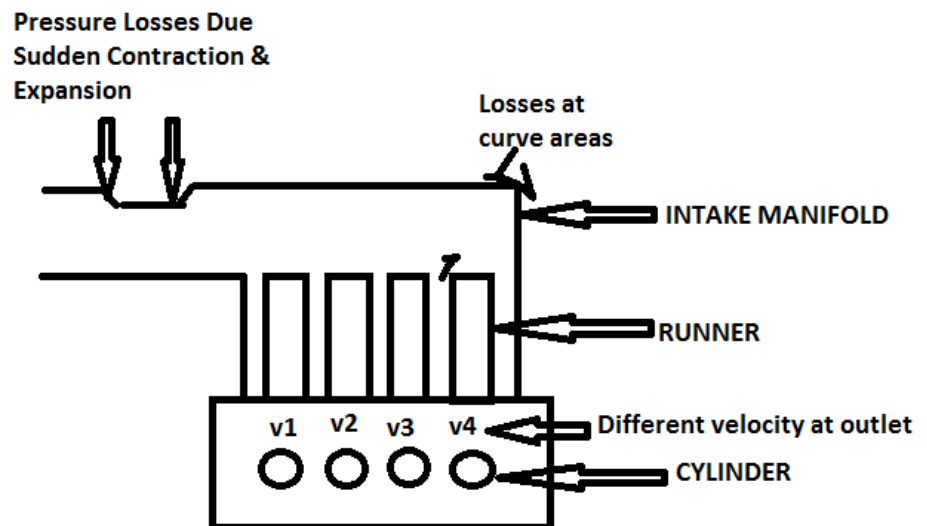 Pressure Losses Due
Sudden Contraction &
Expansion
Losses at
curve areas
INTAKE MANIFOLD
RUNNER
v1 v2 v3 v4
Different velocity at outlet
CYLINDER